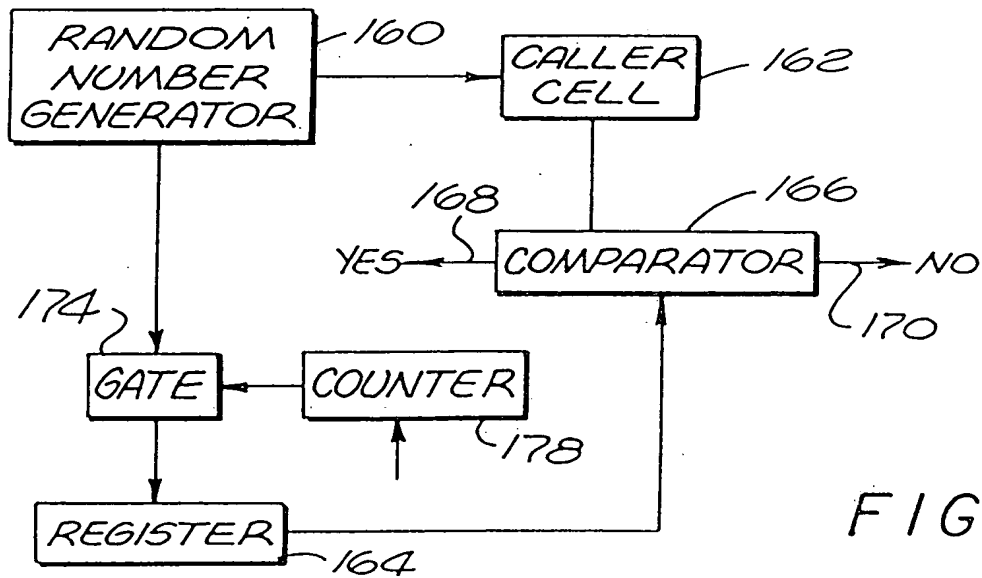 RANDOM
NUMBER
GENERATOR
160
CALLER
CELL
162
168
166
YES
COMPARATOR
NO
170
174
GATE
COUNTER
178
REGISTER
164
FIG